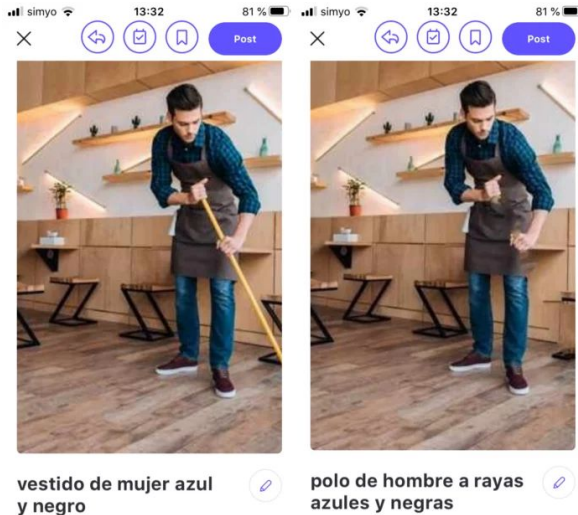 simyo 13:32 81 %
Post
vestido de mujer azul
y negro
simyo 13:32 81 %
Post
polo de hombre a rayas
azules y negras